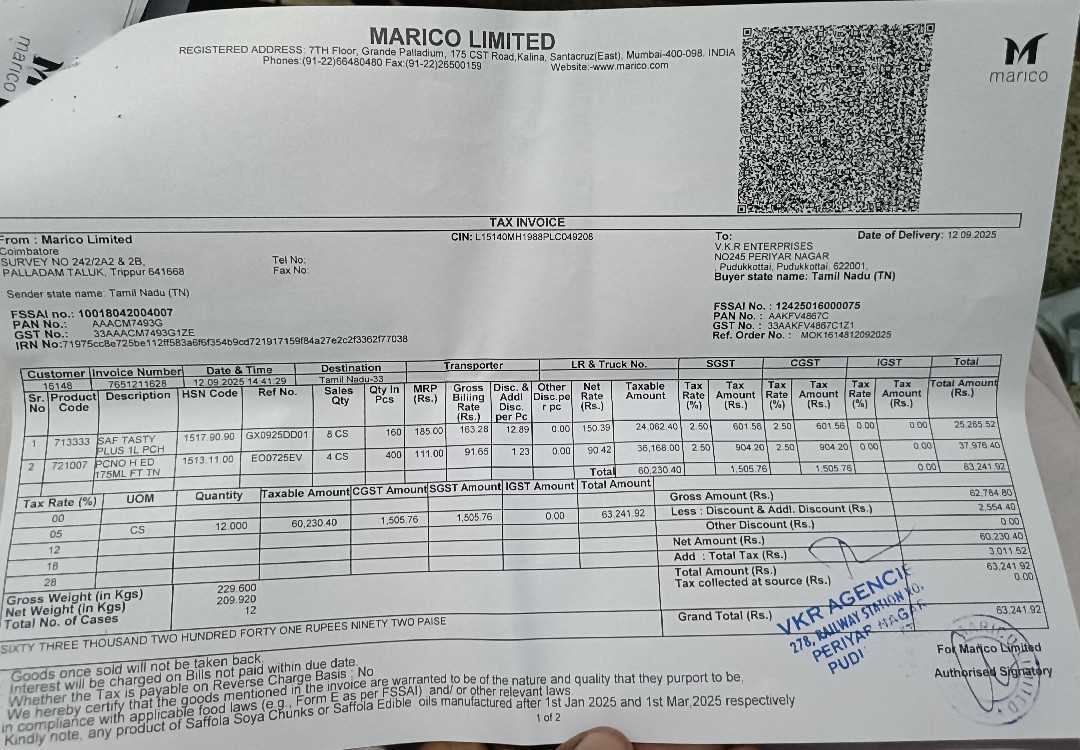 MARICO LIMITED
REGISTERED ADDRESS: 7TH Floor, Grande Palladium, 175 CST Road,Kalina, Santacruz(East), Mumbai-400-098. INDIA
Phones:(91-22)66480480 Fax:(91-22)26500159 Website:-www.marico.com
marico
marico
TAX INVOICE
From : Marico Limited
Coimbatore
SURVEY NO 242/2A2 & 2B,
PALLADAM TALUK, Trippur 641668
Tel No:
Fax No:
Sender state name: Tamil Nadu (TN)
FSSAI no.: 10018042004007
PAN No.: AAACM7493G
GST No.: 33AAACM7493G1ZE
IRN No:71975cc8e725be112ff583a6f6f354b9cd721917159f84a27e2c2f3362f77038
CIN: L15140MH1988PLC049208
To: Date of Delivery: 12.09.2025
V.K.R ENTERPRISES
NO245 PERIYAR NAGAR
, Pudukkottai, Pudukkottai, 622001,
Buyer state name: Tamil Nadu (TN)
FSSAI No. : 12425016000075
PAN No. : AAKFV4867C
GST No. : 33AAKFV4867C1Z1
Ref. Order No. : MOK1614812092025
Customer Invoice Number Date & Time Destination Transporter LR & Truck No. SGST CGST IGST Total
15148 7651211628 12.09.2025 14:41:29 Tamil Nadu-33
Sr. No Product Code Description HSN Code Ref No. Sales Qty Qty In Pcs MRP (Rs.) Gross Billing Rate (Rs.) Disc. & Addl Disc. per Pc Other Disc.pe r pc Net Rate (Rs.) Taxable Amount Tax Rate (%) Tax Amount (Rs.) Tax Rate (%) Tax Amount (Rs.) Tax Rate (%) Tax Amount (Rs.) Total Amount (Rs.)
1 713333 SAF TASTY PLUS 1L PCH 1517.90.90 GX0925DD01 8 CS 160 185.00 163.28 12.89 0.00 150.39 24,062.40 2.50 601.56 2.50 601.56 0.00 0.00 25,265.52
2 721007 PCNO H ED 175ML FT TN 1513.11.00 EO0725EV 4 CS 400 111.00 91.65 1.23 0.00 90.42 36,168.00 2.50 904.20 2.50 904.20 0.00 0.00 37,976.40
Total 60,230.40 1,505.76 1,505.76 0.00 63,241.92
Tax Rate (%) UOM Quantity Taxable Amount CGST Amount SGST Amount IGST Amount Total Amount
00
05 CS 12.000 60,230.40 1,505.76 1,505.76 0.00 63,241.92
12
18
28
Gross Amount (Rs.) 62,784.80
Less : Discount & Addl. Discount (Rs.) 2,554.40
Other Discount (Rs.) 0.00
Net Amount (Rs.) 60,230.40
Add : Total Tax (Rs.) 3,011.52
Total Amount (Rs.) 63,241.92
Tax collected at source (Rs.) 0.00
Grand Total (Rs.) 63,241.92
Gross Weight (in Kgs) 229.600
Net Weight (in Kgs) 209.920
Total No. of Cases 12
SIXTY THREE THOUSAND TWO HUNDRED FORTY ONE RUPEES NINETY TWO PAISE
VKR AGENCIE
278, RAILWAY STATION
PERIYAR NAGAR
PUDI
For Marico Limited
Authorised Signatory
MARICO
Goods once sold will not be taken back.
Interest will be charged on Bills not paid within due date.
Whether the Tax is payable on Reverse Charge Basis : No
We hereby certify that the goods mentioned in the invoice are warranted to be of the nature and quality that they purport to be,
in compliance with applicable food laws (e.g., Form E as per FSSAI) and/ or other relevant laws
Kindly note, any product of Saffola Soya Chunks or Saffola Edible oils manufactured after 1st Jan 2025 and 1st Mar,2025 respectively
1 of 2